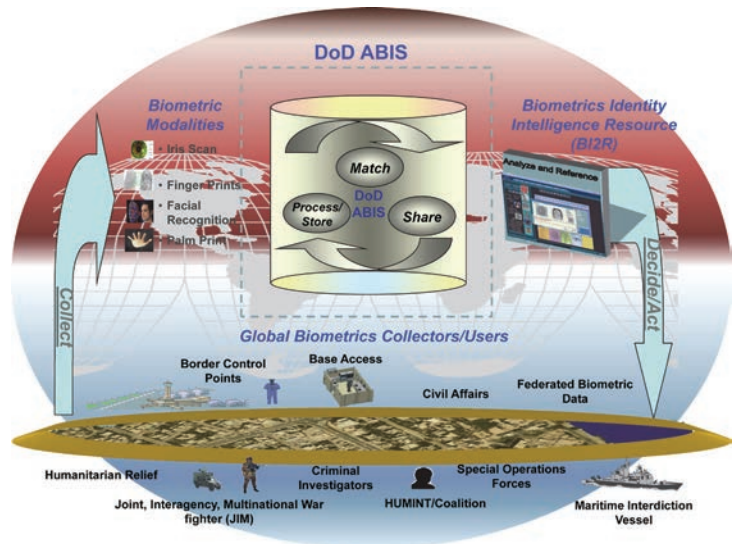 DoD ABIS
Biometric
Modalities
• Iris Scan
• Finger Prints
• Facial
Recognition
• Palm Print
Match
Process/
Store
DoD
ABIS
Share
Biometrics Identity
Intelligence Resource
(BI2R)
Analyze and Reference
Collect
Decide/Act
Global Biometrics Collectors/Users
Border Control
Points
Base Access
Civil Affairs
Federated Biometric
Data
Humanitarian Relief
Joint, Interagency, Multinational War
fighter (JIM)
Criminal
Investigators
HUMINT/Coalition
Special Operations
Forces
Maritime Interdiction
Vessel